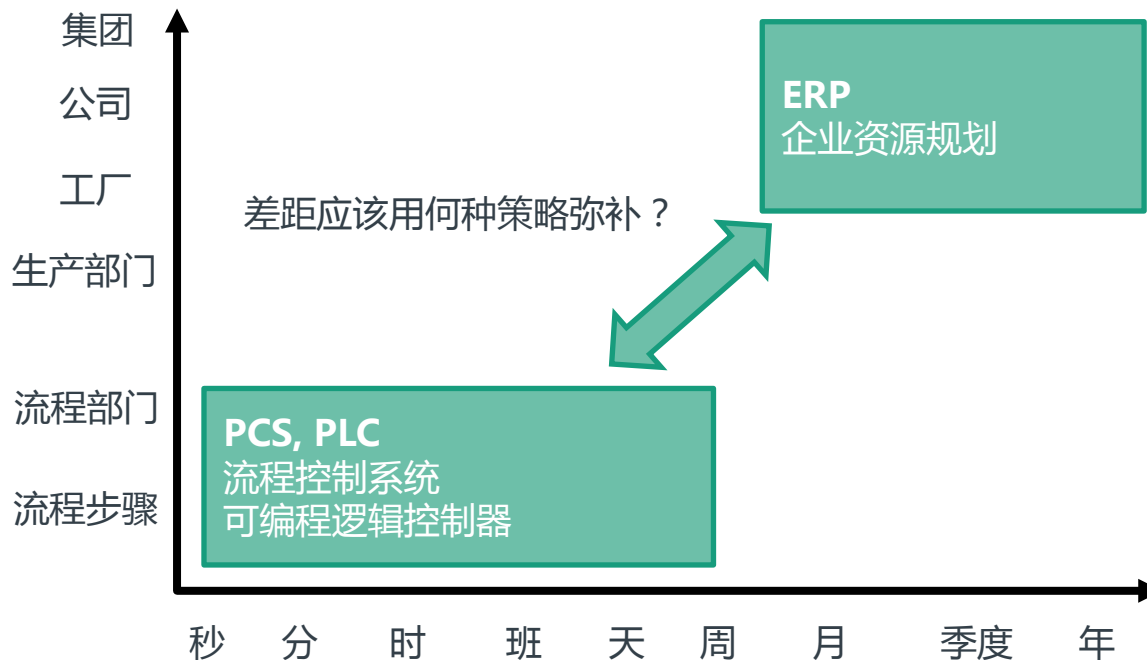 集团
公司
工厂
生产部门
流程部门
流程步骤
ERP
企业资源规划
差距应该用何种策略弥补？
PCS, PLC
流程控制系统
可编程逻辑控制器
秒 分 时 班 天 周 月 季度 年